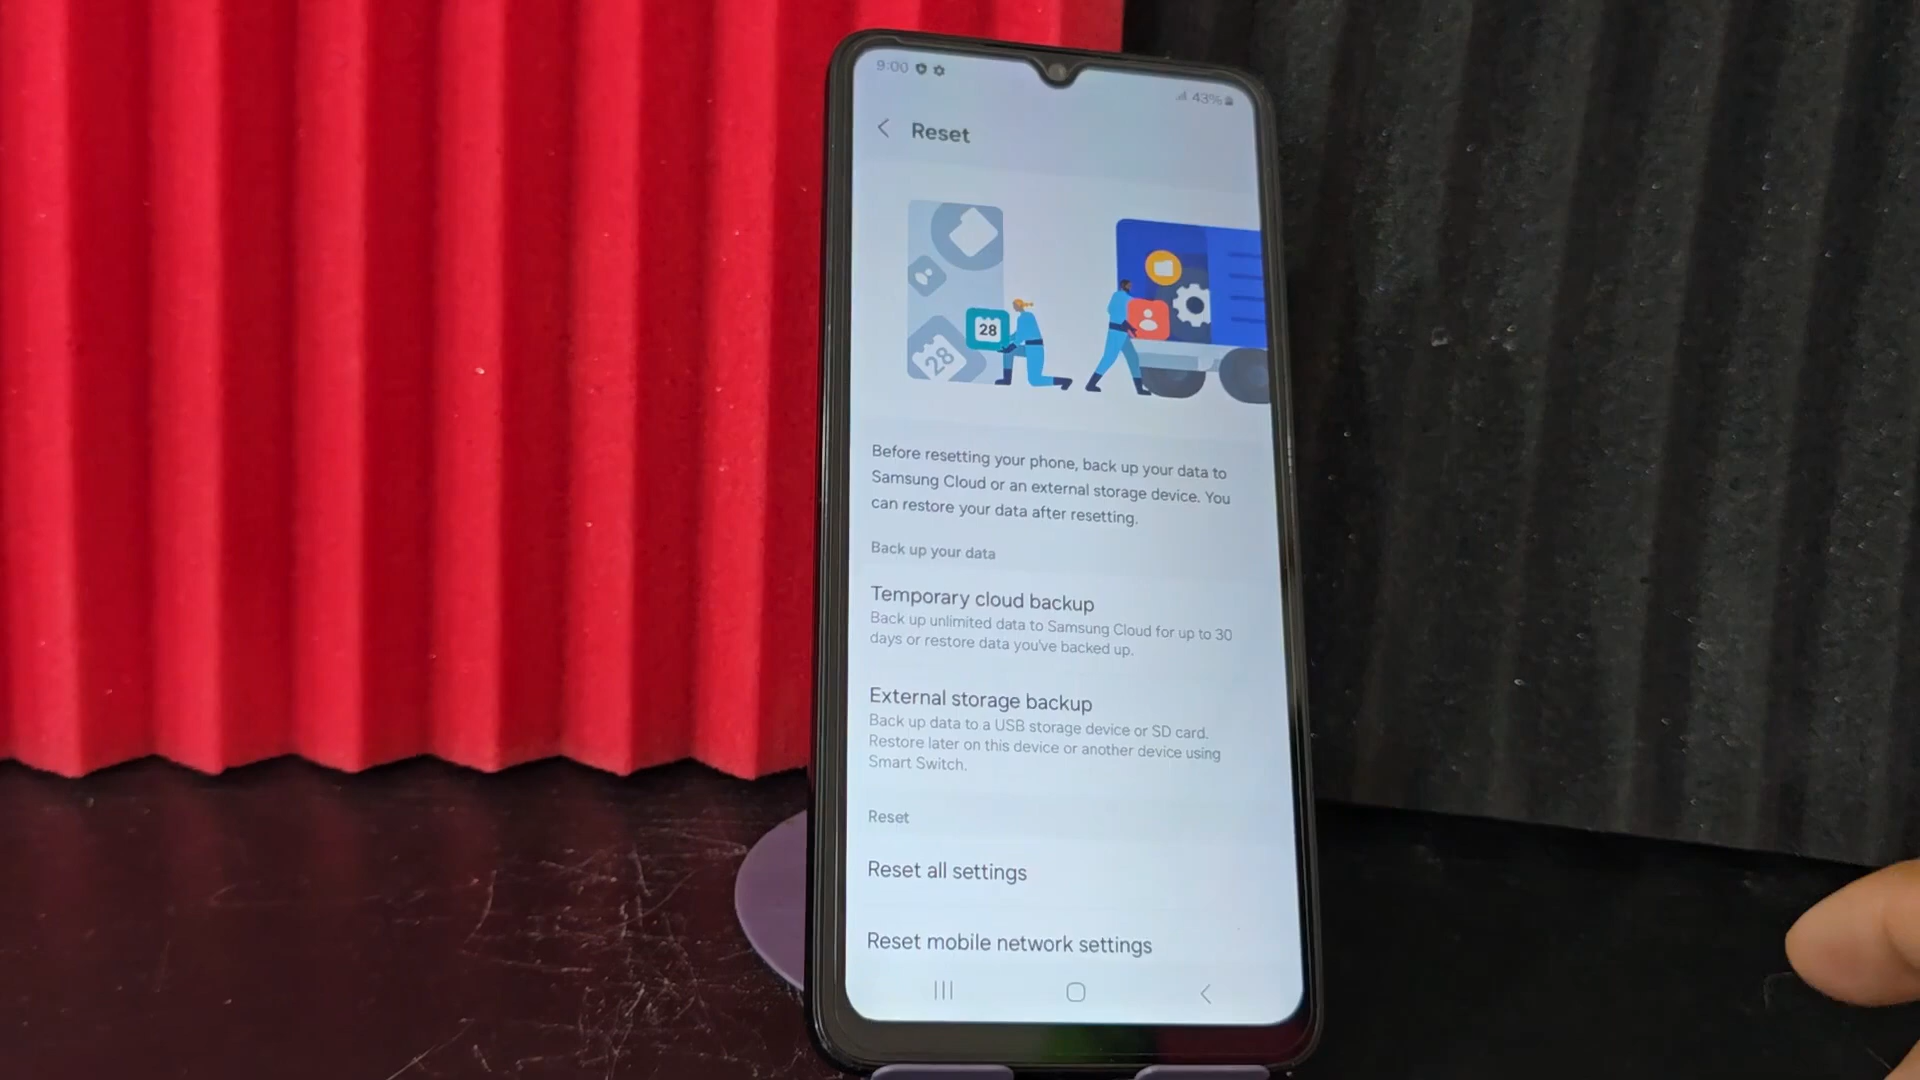 9:00
43%
Reset
28
28
Before resetting your phone, back up your data to
Samsung Cloud or an external storage device. You
can restore your data after resetting.
Back up your data
Temporary cloud backup
Back up unlimited data to Samsung Cloud for up to 30
days or restore data you've backed up.
External storage backup
Back up data to a USB storage device or SD card.
Restore later on this device or another device using
Smart Switch.
Reset
Reset all settings
Reset mobile network settings